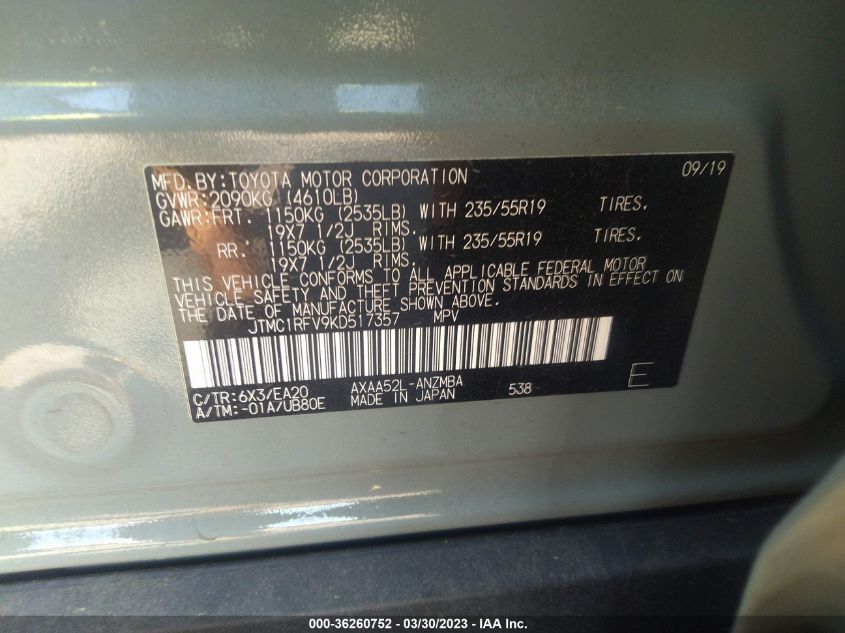 MFD.BY:TOYOTA MOTOR CORPORATION 09/19
GVWR:2090KG (4610LB)
GAWR:FRT. 1150KG (2535LB) WITH 235/55R19 TIRES.
19X7 1/2J RIMS.
RR: 1150KG (2535LB) WITH 235/55R19 TIRES.
19X7 1/2J RIMS.
THIS VEHICLE CONFORMS TO ALL APPLICABLE FEDERAL MOTOR
VEHICLE SAFETY AND THEFT PREVENTION STANDARDS IN EFFECT ON
THE DATE OF MANUFACTURE SHOWN ABOVE.
JTMC1RFV9KD517357 MPV
C/TR:6X3/EA20 AXAA52L-ANZMBA 538 E
A/TM:-01A/UB80E MADE IN JAPAN
000-36260752 — 03/30/2023 — IAA Inc.